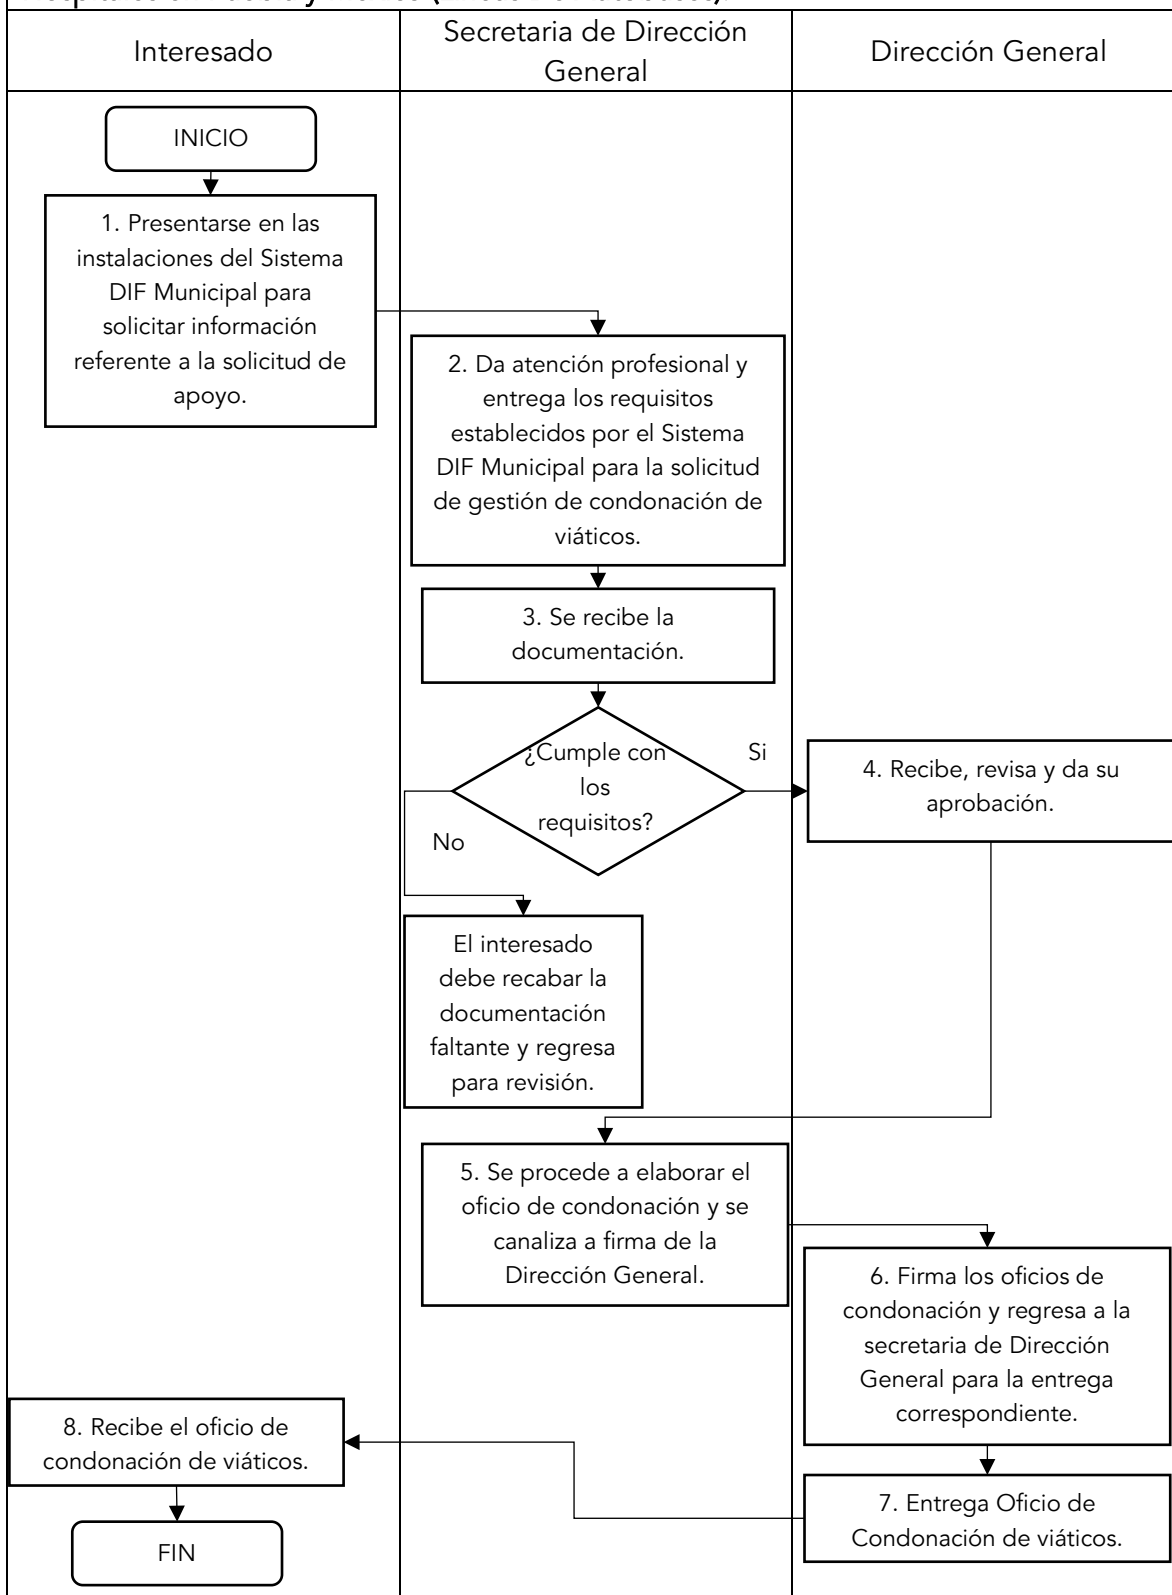 Interesado
Secretaria de Dirección
General
Dirección General
INICIO
1. Presentarse en las
instalaciones del Sistema
DIF Municipal para
solicitar información
referente a la solicitud de
apoyo.
2. Da atención profesional y
entrega los requisitos
establecidos por el Sistema
DIF Municipal para la solicitud
de gestión de condonación de
viáticos.
3. Se recibe la
documentación.
¿Cumple con
los
requisitos?
Si
No
4. Recibe, revisa y da su
aprobación.
El interesado
debe recabar la
documentación
faltante y regresa
para revisión.
5. Se procede a elaborar el
oficio de condonación y se
canaliza a firma de la
Dirección General.
6. Firma los oficios de
condonación y regresa a la
secretaria de Dirección
General para la entrega
correspondiente.
7. Entrega Oficio de
Condonación de viáticos.
8. Recibe el oficio de
condonación de viáticos.
FIN